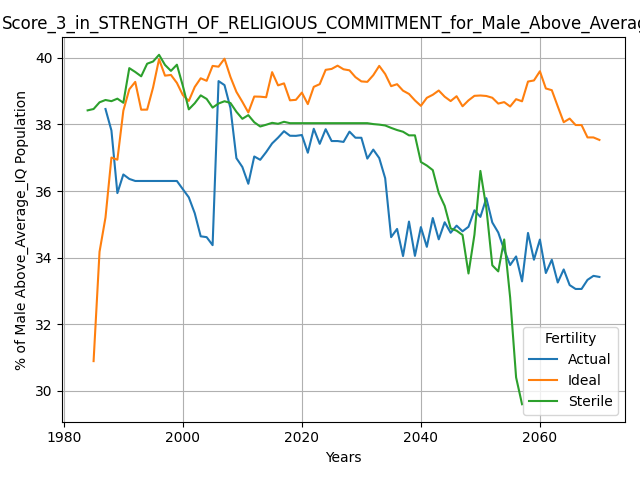 Score_3_in_STRENGTH_OF_RELIGIOUS_COMMITMENT_for_Male_Above_Averag
% of Male Above_Average_IQ Population
40
38
36
34
32
30
Fertility
Actual
Ideal
Sterile
1980
2000
2020
2040
2060
Years